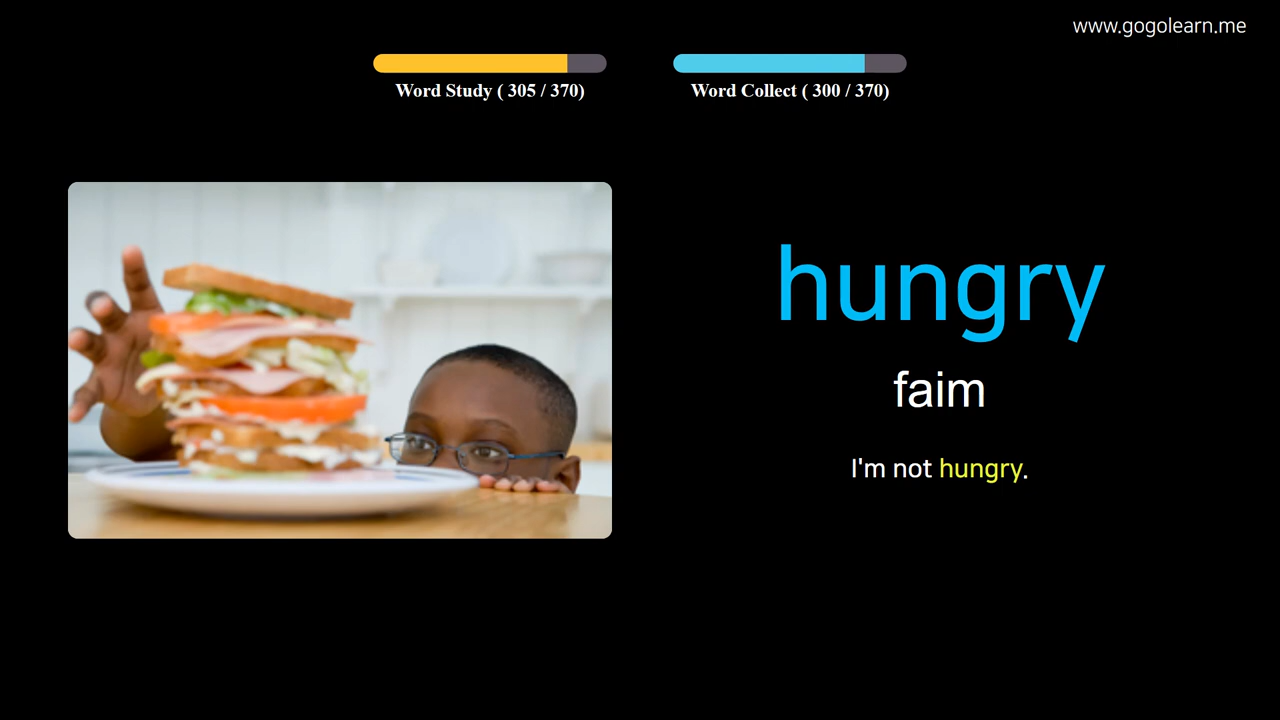 www.gogolearn.me
Word Study ( 305 / 370)
Word Collect ( 300 / 370)
hungry
faim
I'm not hungry.